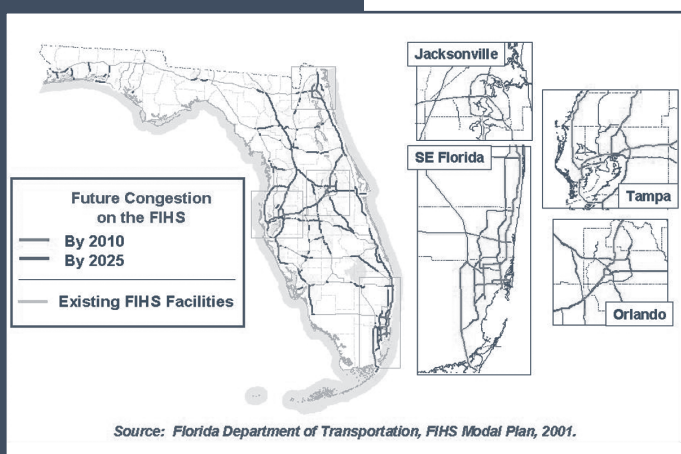 Jacksonville
SE Florida
Tampa
Orlando
Future Congestion
on the FIHS
By 2010
By 2025
Existing FIHS Facilities
Source: Florida Department of Transportation, FIHS Modal Plan, 2001.